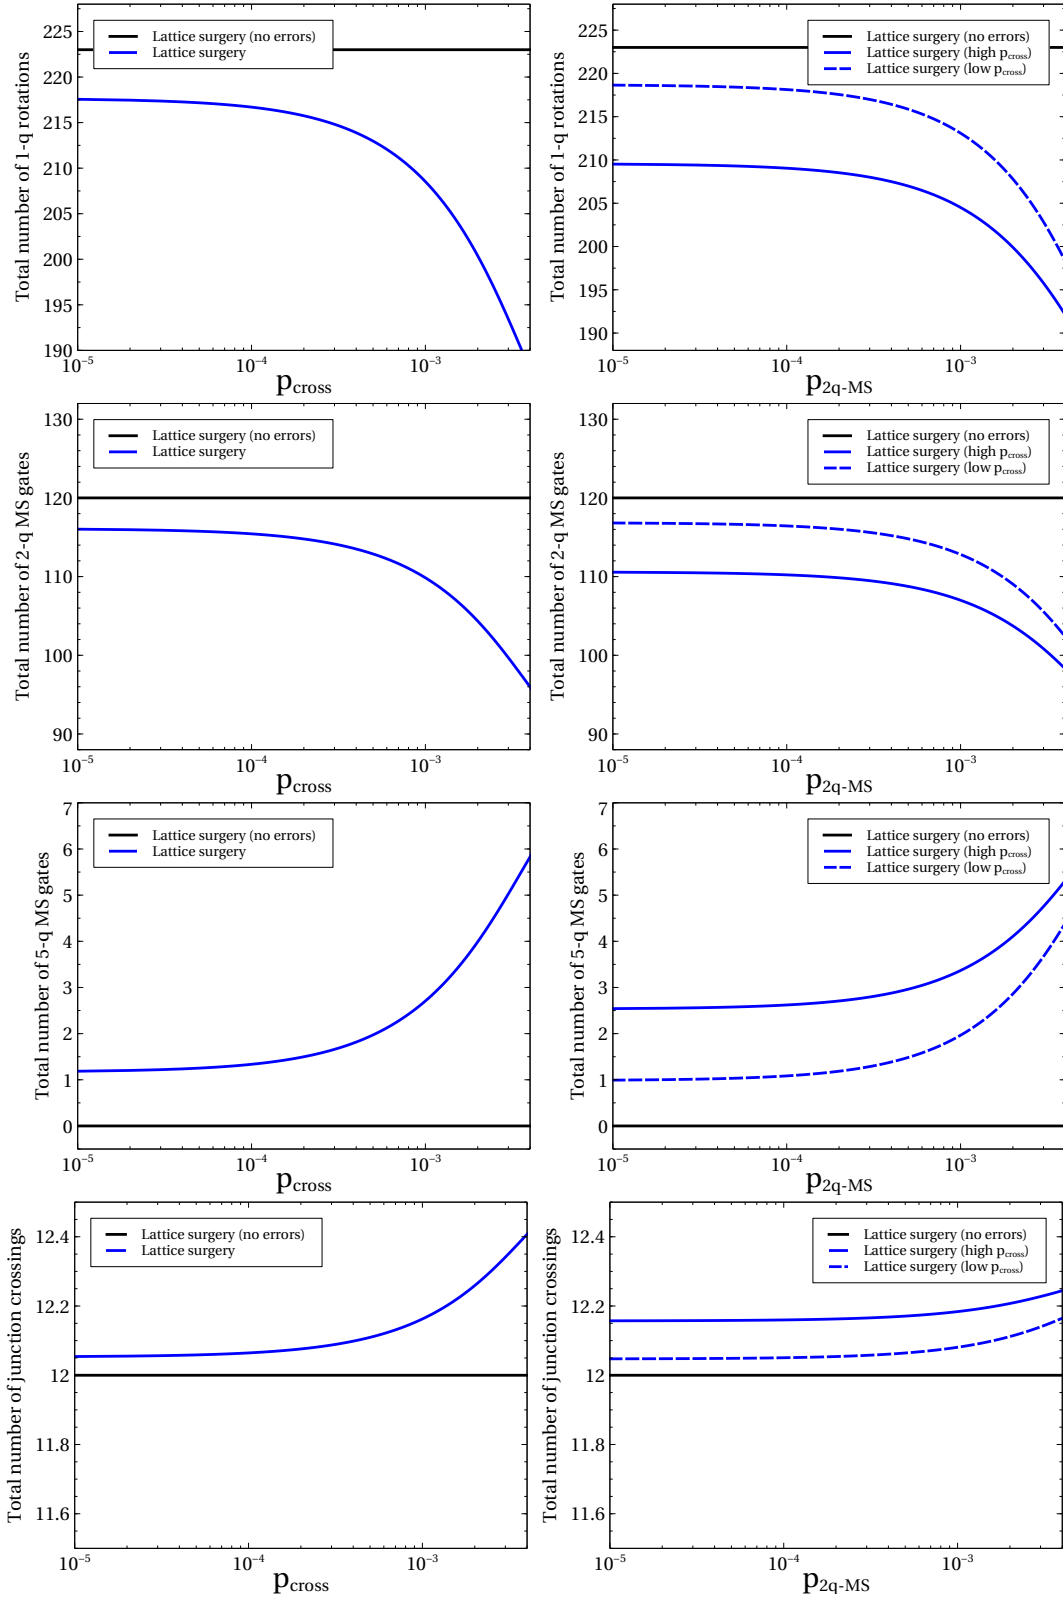 Total number of 1-q rotations
225
220
215
210
205
200
195
190
Lattice surgery (no errors)
Lattice surgery
10⁻⁵
10⁻⁴
10⁻³
p_cross
Total number of 1-q rotations
225
220
215
210
205
200
195
190
Lattice surgery (no errors)
Lattice surgery (high p_cross)
Lattice surgery (low p_cross)
10⁻⁵
10⁻⁴
10⁻³
p_2q-MS
Total number of 2-q MS gates
130
120
110
100
90
Lattice surgery (no errors)
Lattice surgery
10⁻⁵
10⁻⁴
10⁻³
p_cross
Total number of 2-q MS gates
130
120
110
100
90
Lattice surgery (no errors)
Lattice surgery (high p_cross)
Lattice surgery (low p_cross)
10⁻⁵
10⁻⁴
10⁻³
p_2q-MS
Total number of 5-q MS gates
7
6
5
4
3
2
1
0
Lattice surgery (no errors)
Lattice surgery
10⁻⁵
10⁻⁴
10⁻³
p_cross
Total number of 5-q MS gates
7
6
5
4
3
2
1
0
Lattice surgery (no errors)
Lattice surgery (high p_cross)
Lattice surgery (low p_cross)
10⁻⁵
10⁻⁴
10⁻³
p_2q-MS
Total number of junction crossings
12.4
12.2
12
11.8
11.6
Lattice surgery (no errors)
Lattice surgery
10⁻⁵
10⁻⁴
10⁻³
p_cross
Total number of junction crossings
12.4
12.2
12
11.8
11.6
Lattice surgery (no errors)
Lattice surgery (high p_cross)
Lattice surgery (low p_cross)
10⁻⁵
10⁻⁴
10⁻³
p_2q-MS